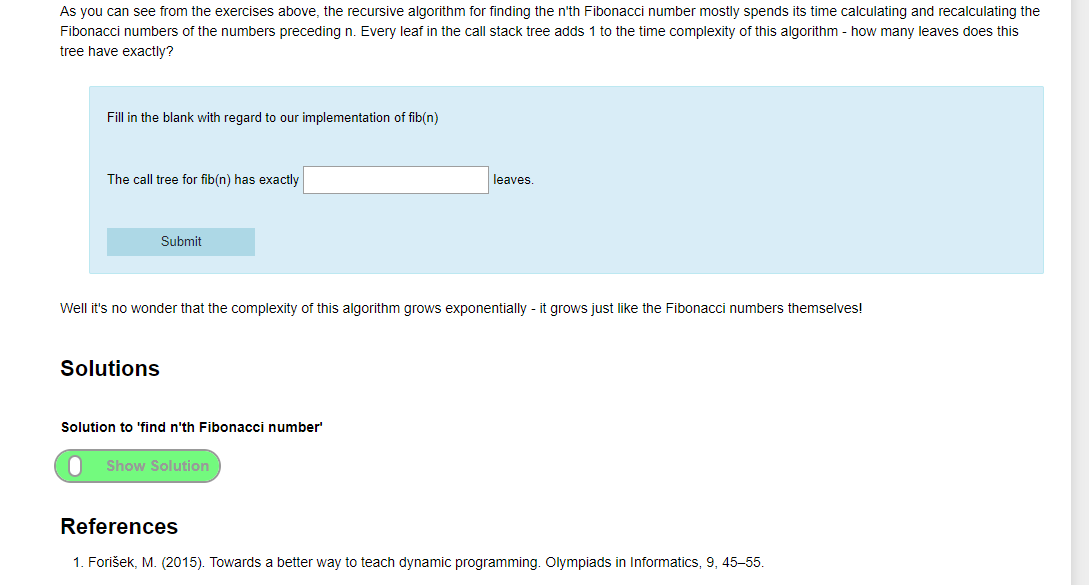 As you can see from the exercises above, the recursive algorithm for finding the n'th Fibonacci number mostly spends its time calculating and recalculating the
Fibonacci numbers of the numbers preceding n. Every leaf in the call stack tree adds 1 to the time complexity of this algorithm - how many leaves does this
tree have exactly?
Fill in the blank with regard to our implementation of fib(n)
The call tree for fib(n) has exactly leaves.
Submit
Well it's no wonder that the complexity of this algorithm grows exponentially - it grows just like the Fibonacci numbers themselves!
Solutions
Solution to 'find n'th Fibonacci number'
Show Solution
References
1. Forišek, M. (2015). Towards a better way to teach dynamic programming. Olympiads in Informatics, 9, 45–55.